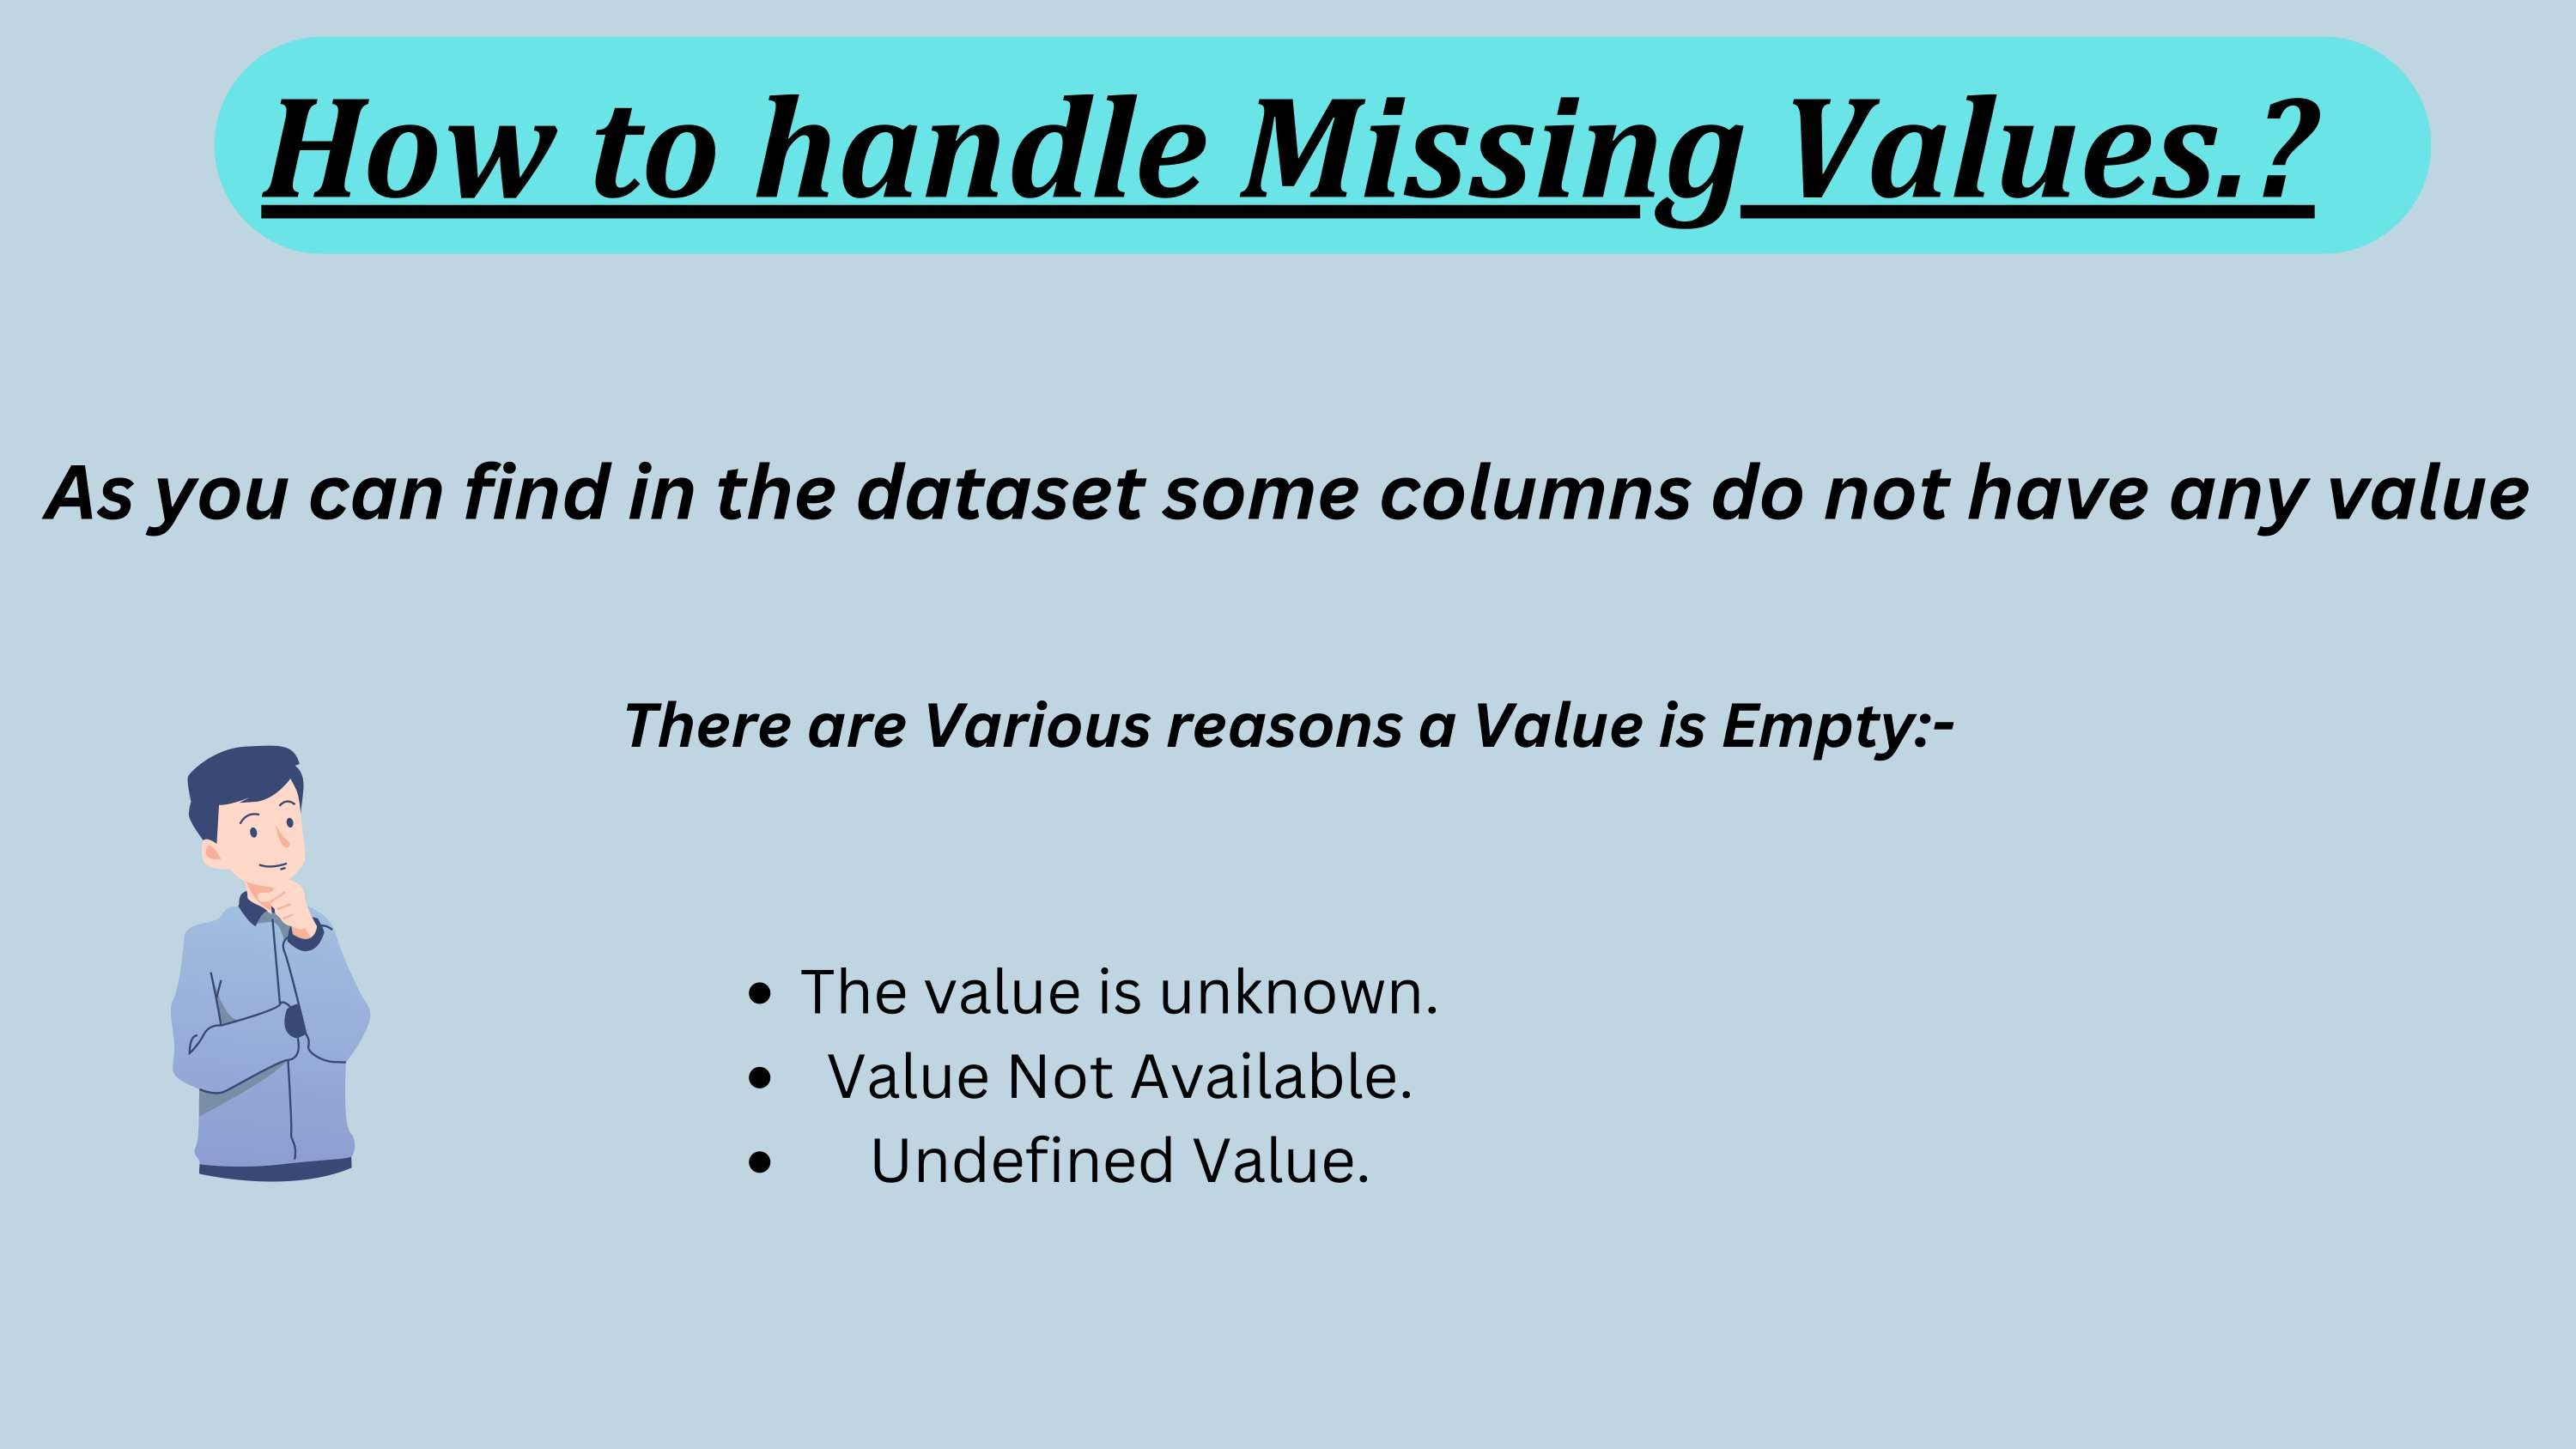 How to handle Missing Values.?
As you can find in the dataset some columns do not have any value
There are Various reasons a Value is Empty:-
• The value is unknown.
• Value Not Available.
• Undefined Value.